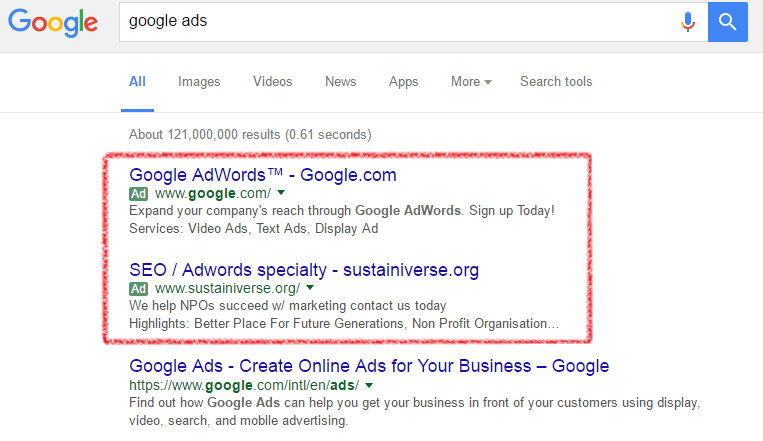 Google google ads
All Images Videos News Apps More Search tools
About 121,000,000 results (0.61 seconds)
Google AdWords™ - Google.com
Ad www.google.com/
Expand your company's reach through Google AdWords. Sign up Today!
Services: Video Ads, Text Ads, Display Ad
SEO / Adwords specialty - sustainiverse.org
Ad www.sustainiverse.org/
We help NPOs succeed w/ marketing contact us today
Highlights: Better Place For Future Generations, Non Profit Organisation…
Google Ads - Create Online Ads for Your Business – Google
https://www.google.com/intl/en/ads/
Find out how Google Ads can help you get your business in front of your customers using display,
video, search, and mobile advertising.